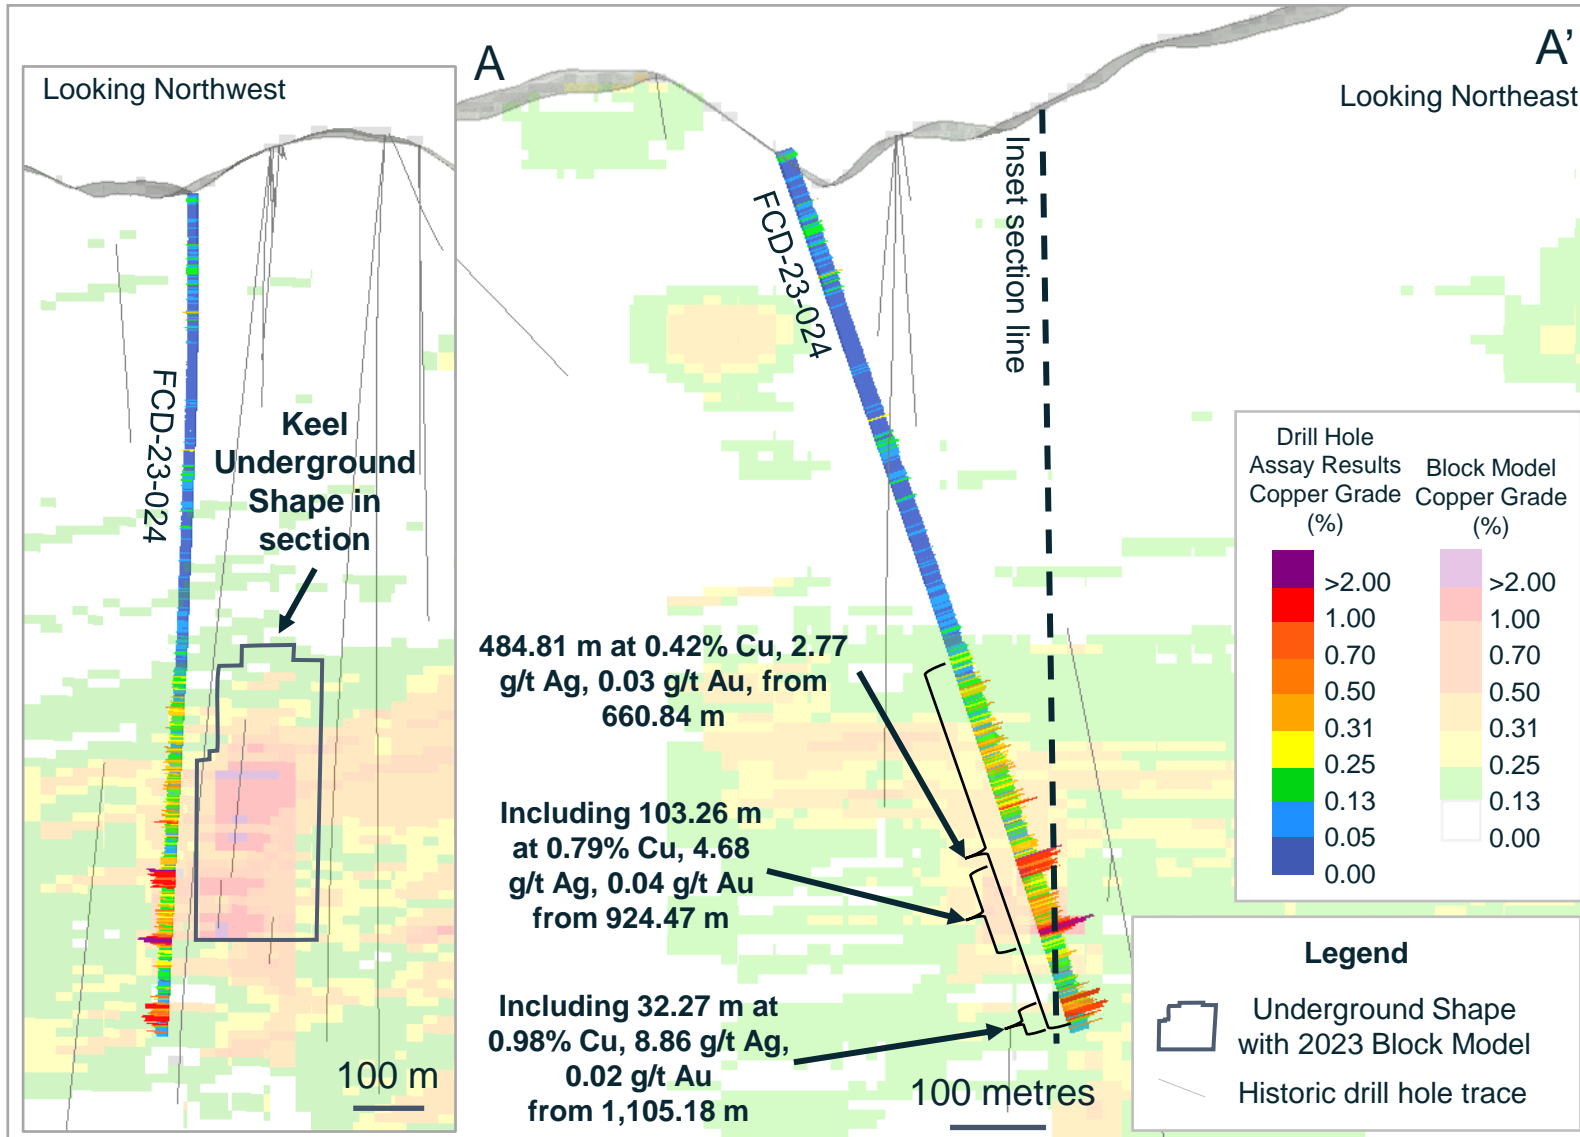 Looking Northwest
FCD-23-024
Keel
Underground
Shape in
section
100 m
A
A’
Looking Northeast
FCD-23-024
Inset section line
484.81 m at 0.42% Cu, 2.77
g/t Ag, 0.03 g/t Au, from
660.84 m
Including 103.26 m
at 0.79% Cu, 4.68
g/t Ag, 0.04 g/t Au
from 924.47 m
Including 32.27 m at
0.98% Cu, 8.86 g/t Ag,
0.02 g/t Au
from 1,105.18 m
100 metres
Drill Hole
Assay Results
Copper Grade
(%)
>2.00
1.00
0.70
0.50
0.31
0.25
0.13
0.05
0.00
Block Model
Copper Grade
(%)
>2.00
1.00
0.70
0.50
0.31
0.25
0.13
0.00
Legend
Underground Shape
with 2023 Block Model
Historic drill hole trace